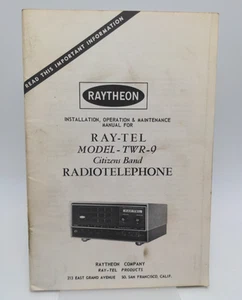 READ THIS IMPORTANT INFORMATION
RAYTHEON
INSTALLATION, OPERATION & MAINTENANCE
MANUAL FOR
RAY-TEL
MODEL-TWR-9
Citizens Band
RADIOTELEPHONE
RAYTHEON COMPANY
RAY-TEL PRODUCTS
213 EAST GRAND AVENUE SO. SAN FRANCISCO, CALIF.